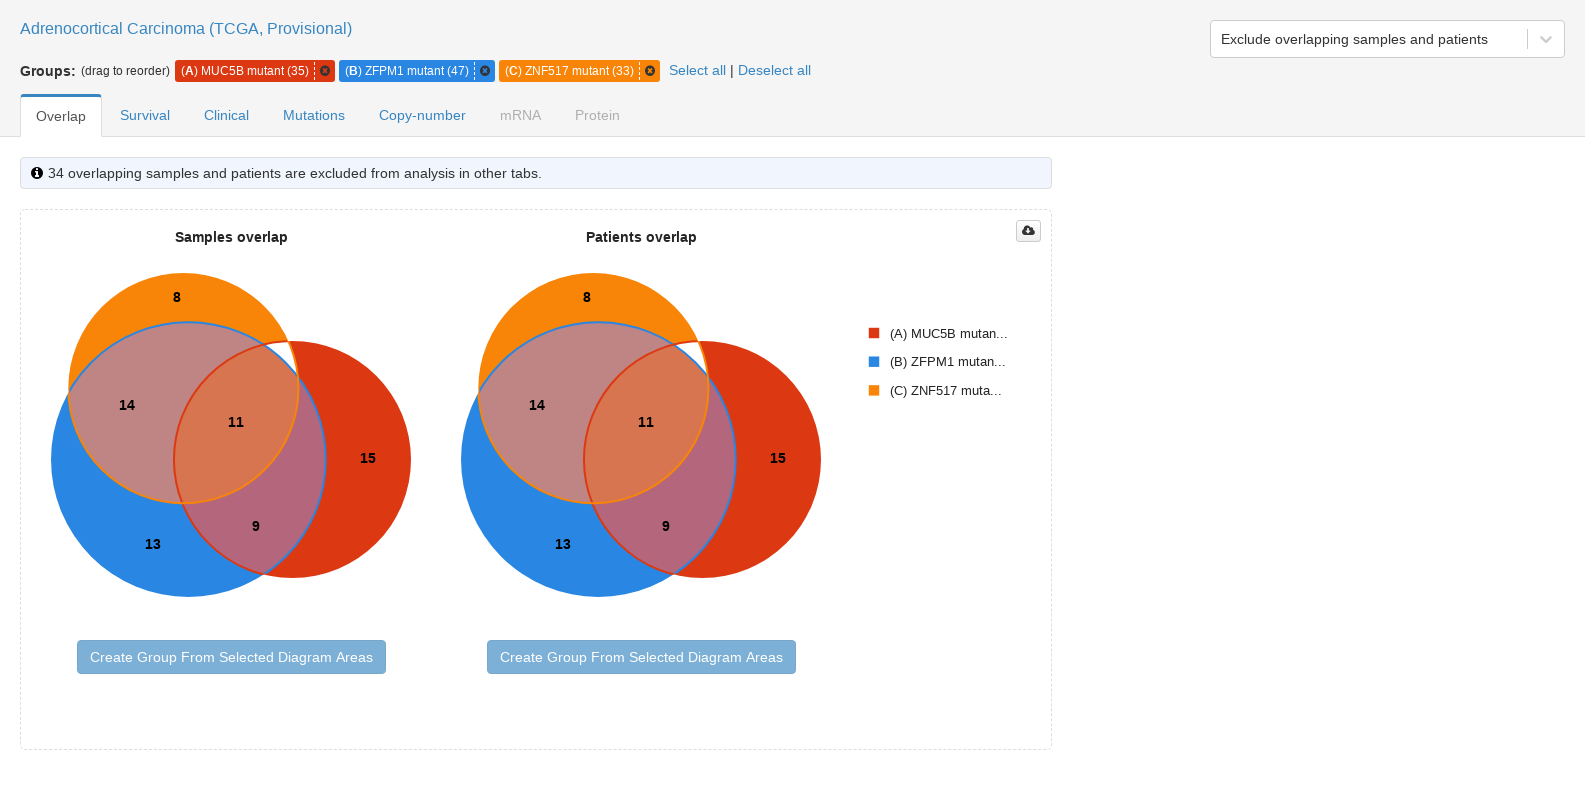 Adrenocortical Carcinoma (TCGA, Provisional)
Exclude overlapping samples and patients
Groups: (drag to reorder) (A) MUC5B mutant (35) (B) ZFPM1 mutant (47) (C) ZNF517 mutant (33) Select all | Deselect all
Overlap Survival Clinical Mutations Copy-number mRNA Protein
34 overlapping samples and patients are excluded from analysis in other tabs.
Samples overlap
8
14
11
15
9
13
Create Group From Selected Diagram Areas
Patients overlap
8
14
11
15
9
13
Create Group From Selected Diagram Areas
(A) MUC5B mutan...
(B) ZFPM1 mutan...
(C) ZNF517 muta...